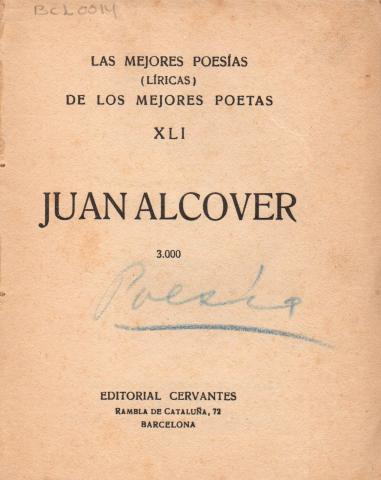 BCL0014
LAS MEJORES POESÍAS
(LÍRICAS)
DE LOS MEJORES POETAS
XLI
JUAN ALCOVER
3.000
Poesía
EDITORIAL CERVANTES
RAMBLA DE CATALUÑA, 72
BARCELONA